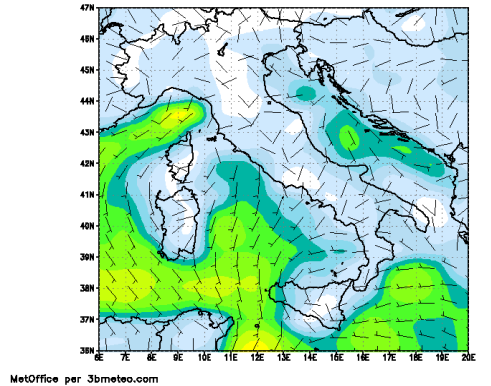 47N
46N
45N
44N
43N
42N
41N
40N
39N
38N
37N
36N
6E 7E 8E 9E 10E 11E 12E 13E 14E 15E 16E 17E 18E 19E 20E
MetOffice per 3bmeteo.com